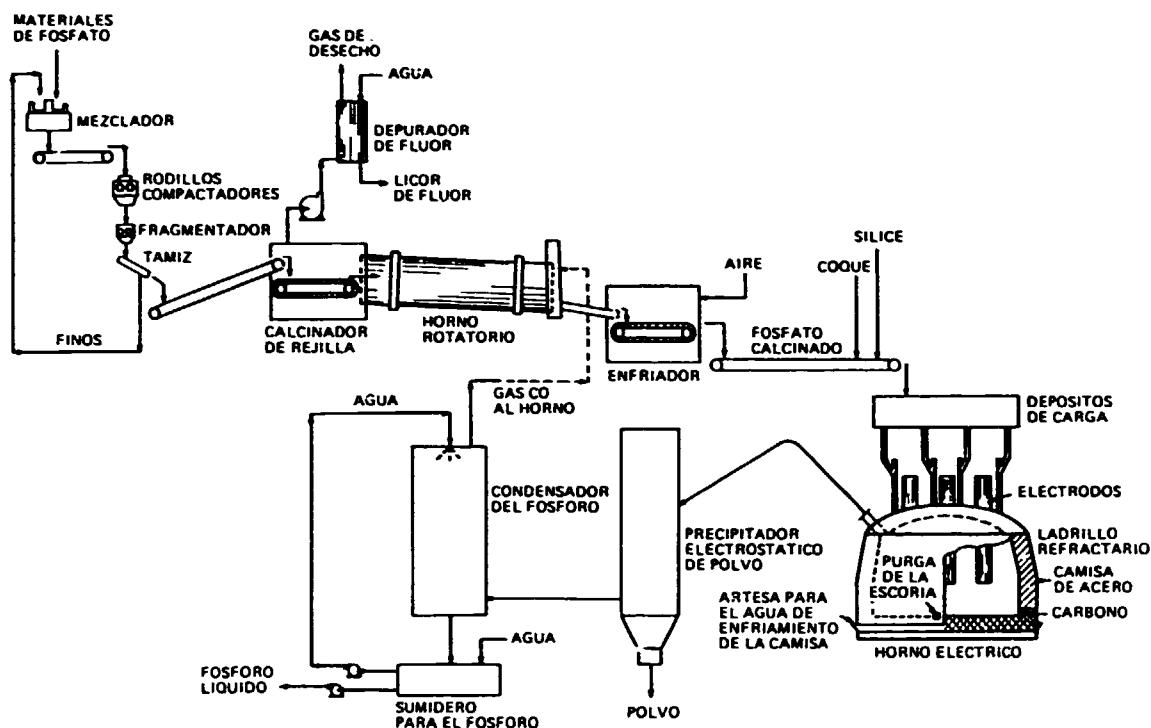 MATERIALES
DE FOSFATO
MEZCLADOR
RODILLOS
COMPACTADORES
FRAGMENTADOR
TAMIZ
FINOS
GAS DE
DESECHO
AGUA
DEPURADOR
DE FLUOR
LICOR
DE FLUOR
CALCINADOR
DE REJILLA
HORNO
ROTATORIO
AIRE
ENFRIADOR
SILICE
COQUE
FOSFATO
CALCINADO
GAS CO
AL HORNO
AGUA
CONDENSADOR
DEL FOSFORO
AGUA
FOSFORO
LIQUIDO
SUMIDERO
PARA EL FOSFORO
PRECIPITADOR
ELECTROSTATICO
DE POLVO
POLVO
DEPOSITOS
DE CARGA
ELECTRODOS
LADRILLO
REFRACTARIO
PURGA
DE LA
ESCORIA
CAMISA
DE ACERO
CARBONO
ARTESA PARA
EL AGUA DE
ENFRIAMIENTO
DE LA CAMISA
HORNO ELECTRICO